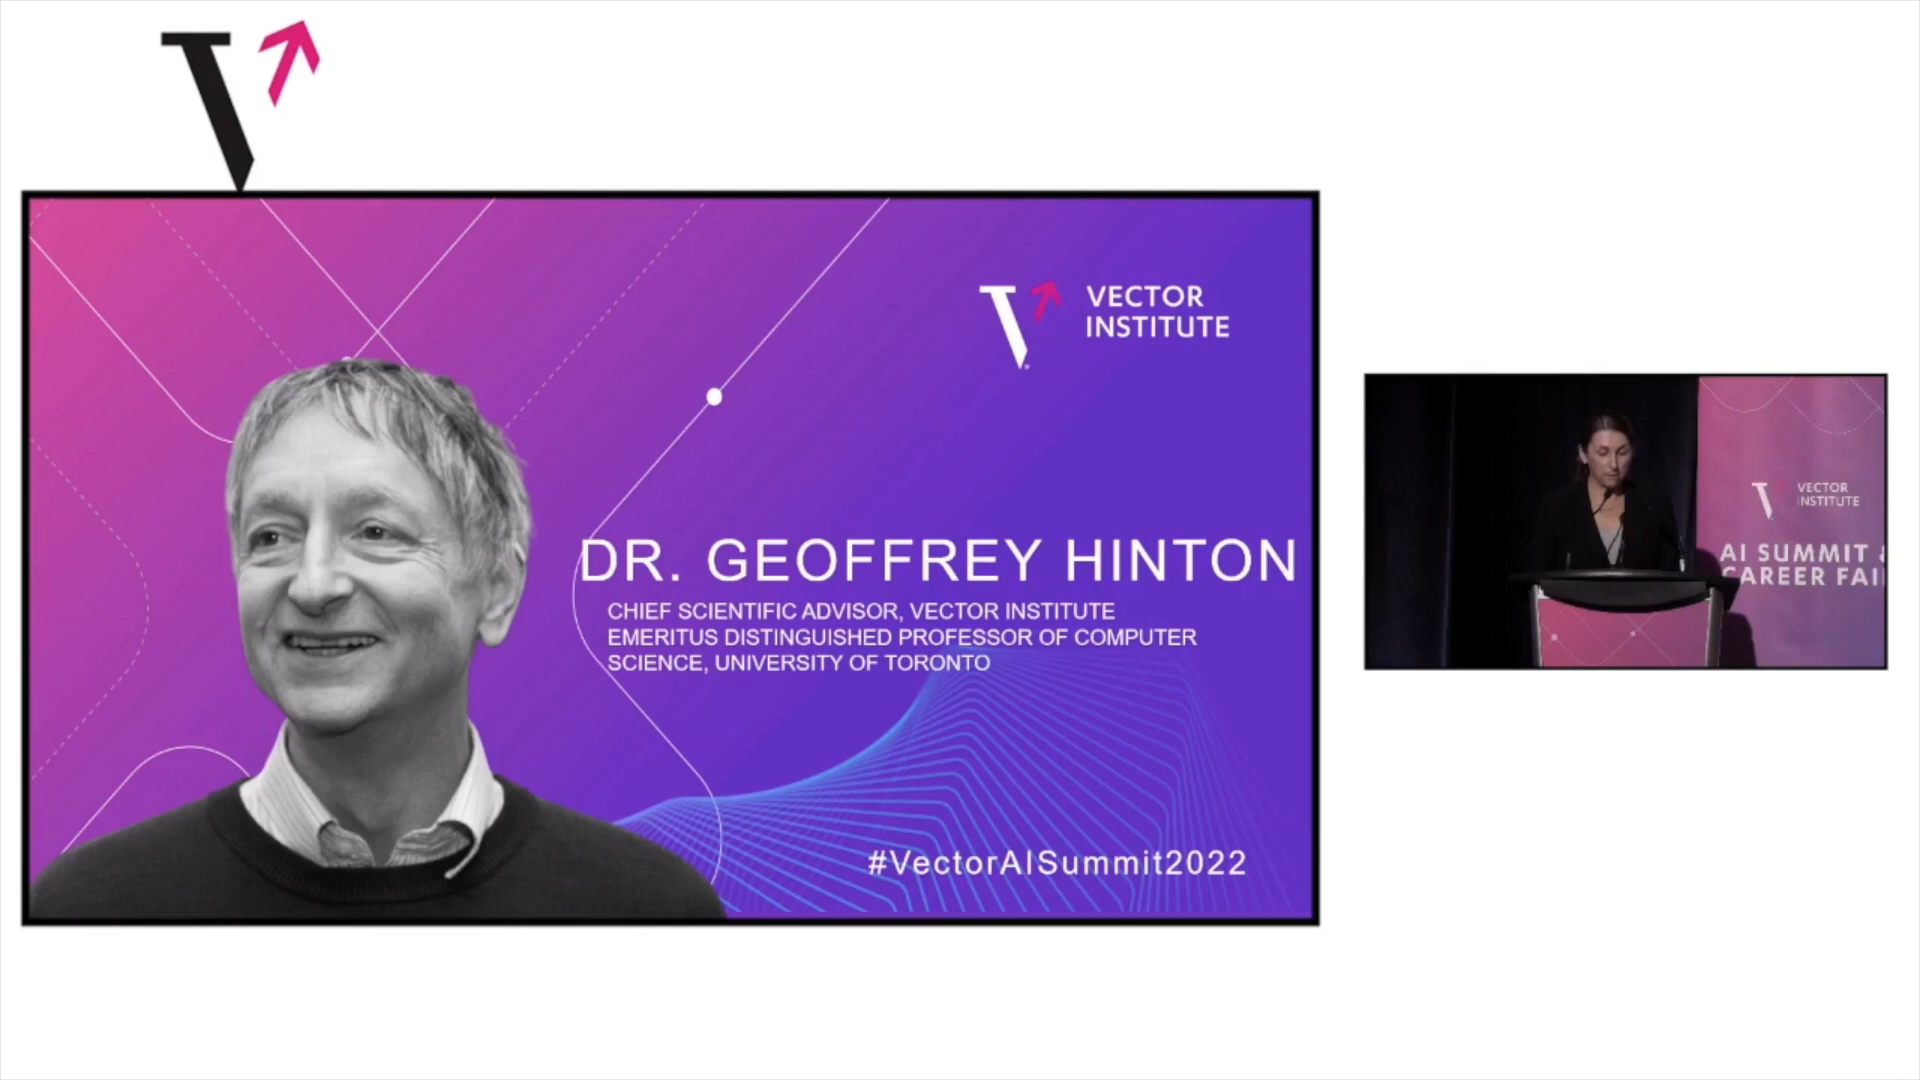 VECTOR
INSTITUTE
DR. GEOFFREY HINTON
CHIEF SCIENTIFIC ADVISOR, VECTOR INSTITUTE
EMERITUS DISTINGUISHED PROFESSOR OF COMPUTER
SCIENCE, UNIVERSITY OF TORONTO
#VectorAISummit2022
VECTOR
INSTITUTE
AI SUMMIT &
CAREER FAI